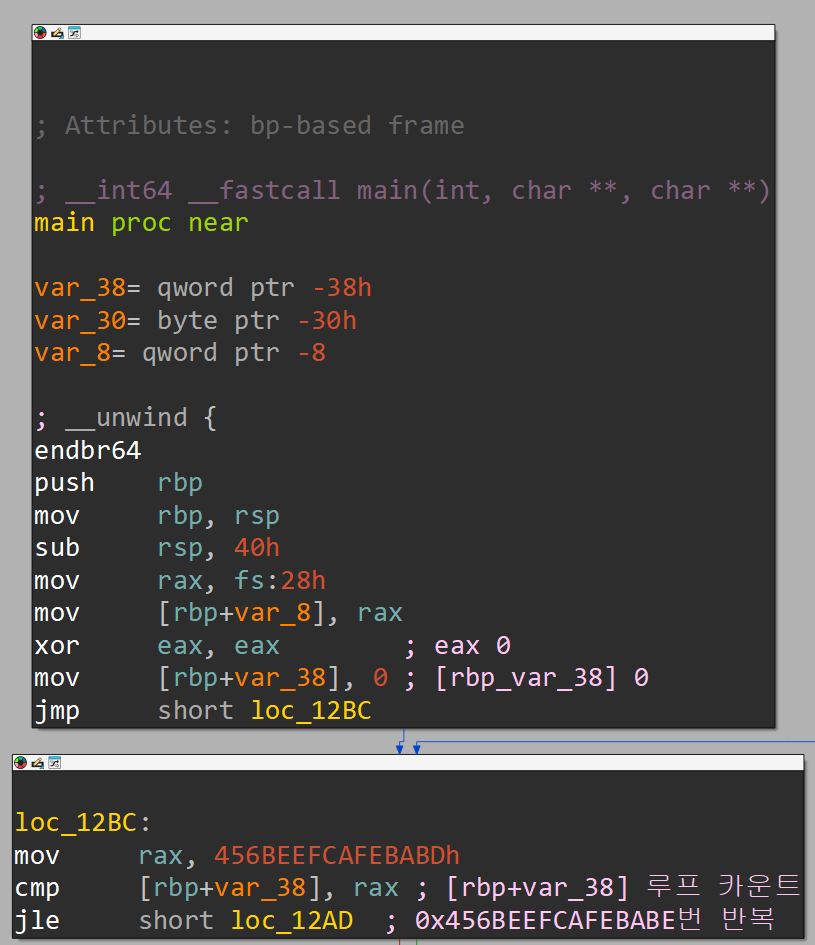 ; Attributes: bp-based frame
; __int64 __fastcall main(int, char **, char **)
main proc near
var_38= qword ptr -38h
var_30= byte ptr -30h
var_8= qword ptr -8
; __unwind {
endbr64
push rbp
mov rbp, rsp
sub rsp, 40h
mov rax, fs:28h
mov [rbp+var_8], rax
xor eax, eax ; eax 0
mov [rbp+var_38], 0 ; [rbp_var_38] 0
jmp short loc_12BC
loc_12BC:
mov rax, 456BEEFCAFEBABDh
cmp [rbp+var_38], rax ; [rbp+var_38] 루프 카운트
jle short loc_12AD ; 0x456BEEFCAFEBABE번 반복